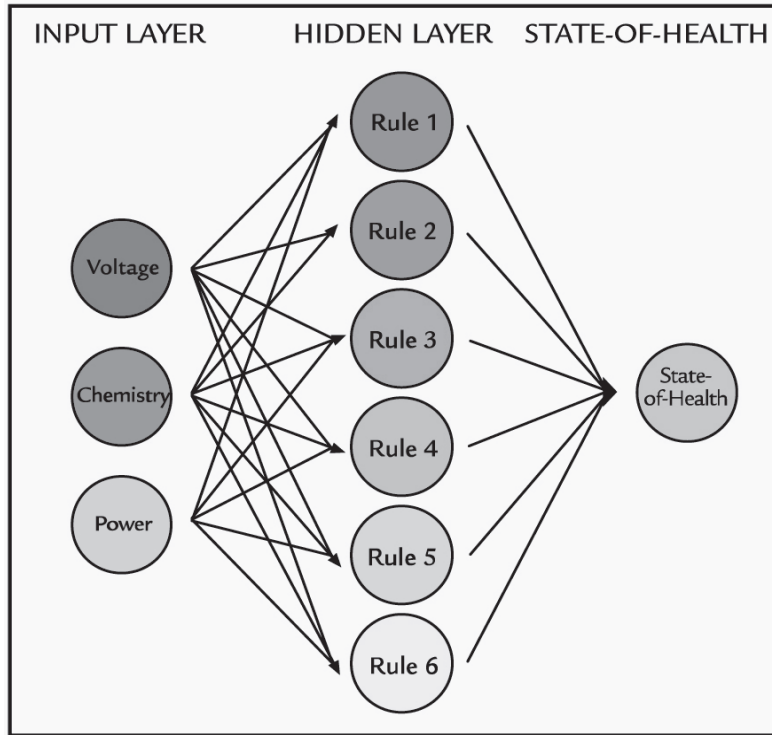 INPUT LAYER
HIDDEN LAYER
STATE-OF-HEALTH
Rule 1
Rule 2
Voltage
Rule 3
Chemistry
State-
of-Health
Rule 4
Power
Rule 5
Rule 6